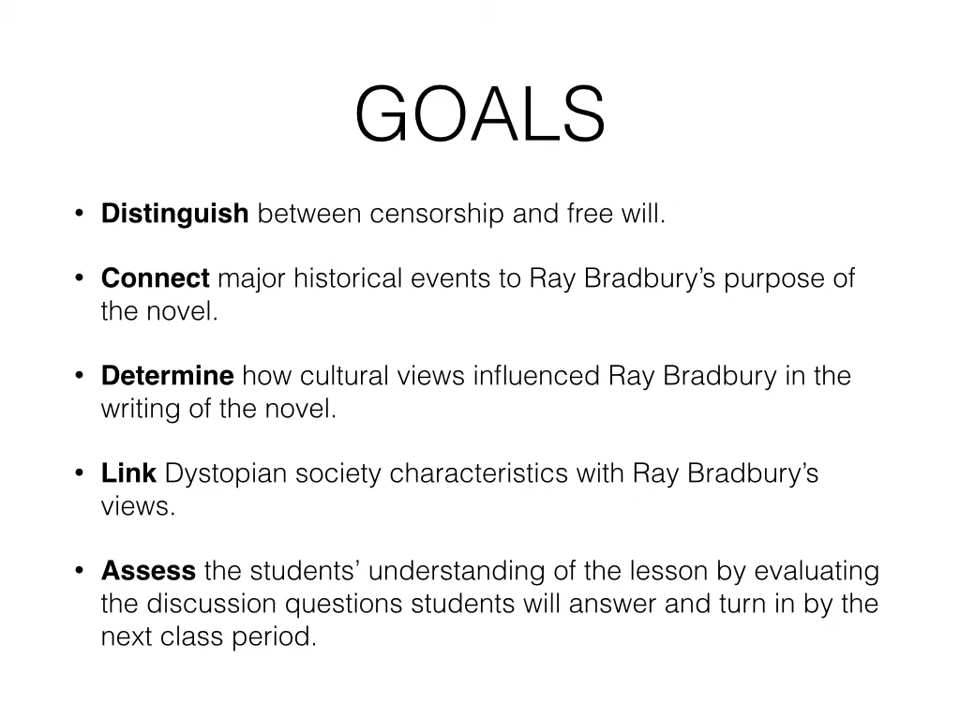 GOALS
• Distinguish between censorship and free will.
• Connect major historical events to Ray Bradbury’s purpose of
the novel.
• Determine how cultural views influenced Ray Bradbury in the
writing of the novel.
• Link Dystopian society characteristics with Ray Bradbury’s
views.
• Assess the students’ understanding of the lesson by evaluating
the discussion questions students will answer and turn in by the
next class period.